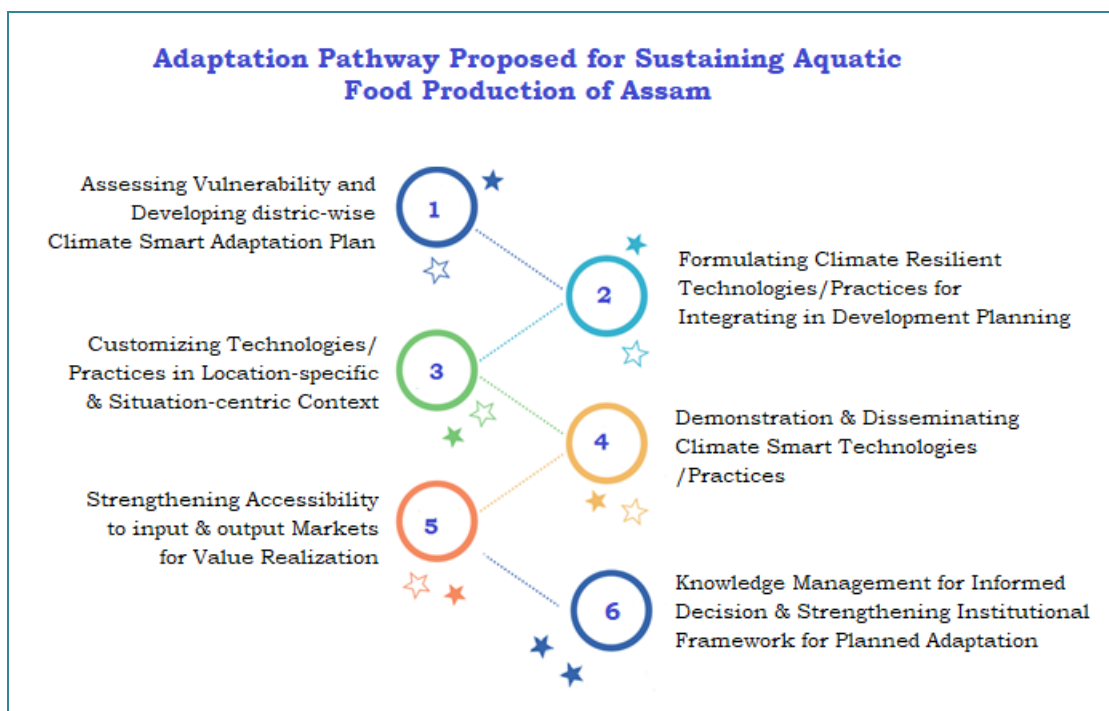 Adaptation Pathway Proposed for Sustaining Aquatic
Food Production of Assam
Assessing Vulnerability and
Developing distric-wise
Climate Smart Adaptation Plan
1
2
Formulating Climate Resilient
Technologies/Practices for
Integrating in Development Planning
Customizing Technologies/
Practices in Location-specific
& Situation-centric Context
3
4
Demonstration & Disseminating
Climate Smart Technologies
/Practices
Strengthening Accessibility
to input & output Markets
for Value Realization
5
6
Knowledge Management for Informed
Decision & Strengthening Institutional
Framework for Planned Adaptation